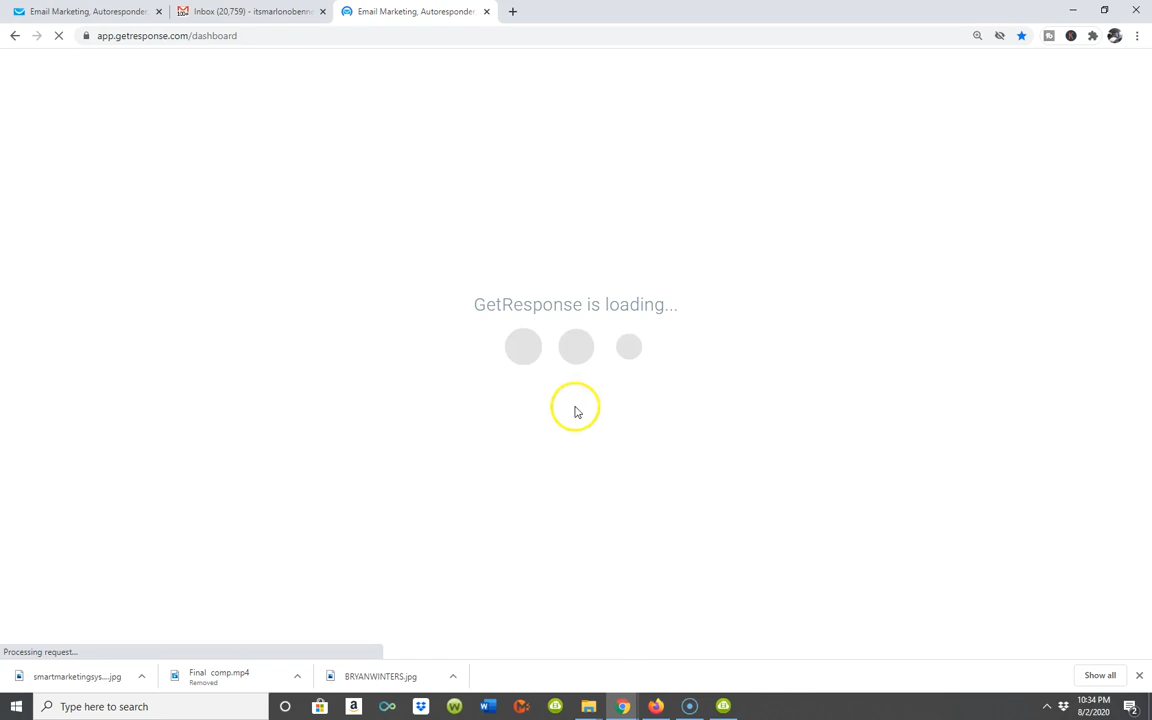 Email Marketing, Autoresponder,
Inbox (20,759) - itsmarlonobenne
Email Marketing, Autoresponder
app.getresponse.com/dashboard
GetResponse is loading...
Processing request...
smartmarketingsys....jpg
Final comp.mp4
Removed
BRYANWINTERS.jpg
Show all
Type here to search
10:34 PM
8/2/2020